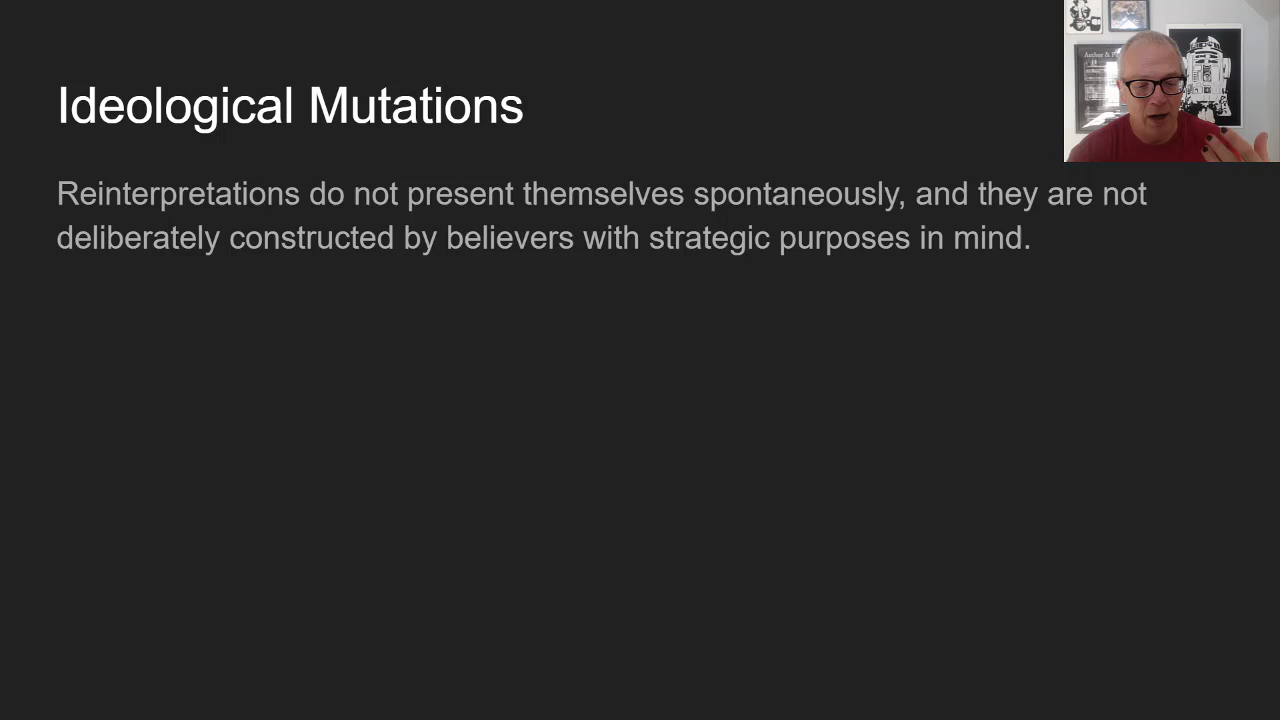 Ideological Mutations
Reinterpretations do not present themselves spontaneously, and they are not
deliberately constructed by believers with strategic purposes in mind.